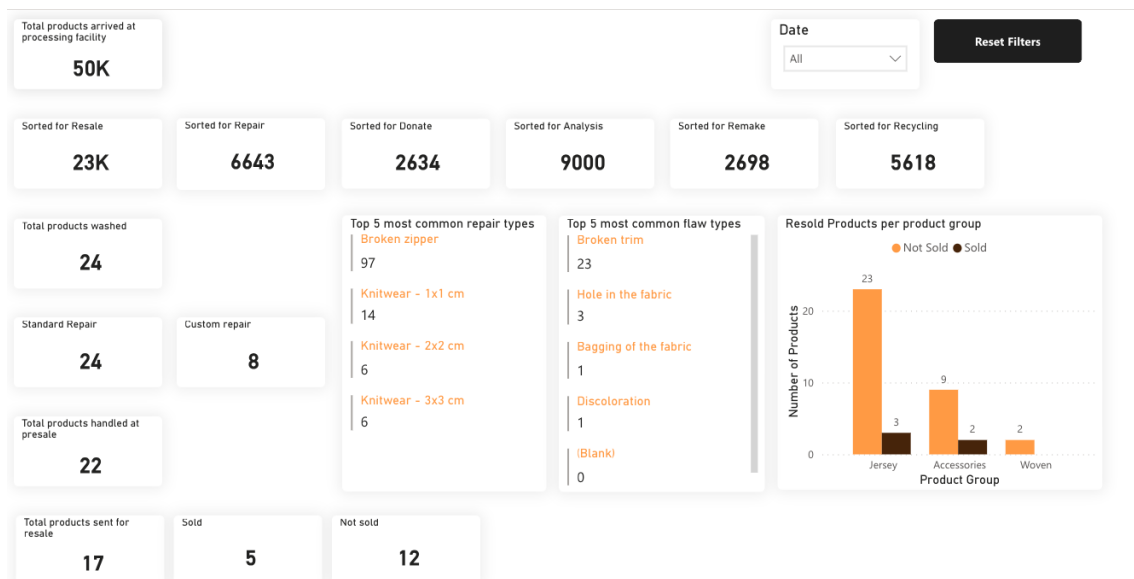 Total products arrived at
processing facility
50K
Date
All
Reset Filters
Sorted for Resale
23K
Sorted for Repair
6643
Sorted for Donate
2634
Sorted for Analysis
9000
Sorted for Remake
2698
Sorted for Recycling
5618
Total products washed
24
Standard Repair
24
Custom repair
8
Total products handled at
presale
22
Top 5 most common repair types
Broken zipper
97
Knitwear - 1x1 cm
14
Knitwear - 2x2 cm
6
Knitwear - 3x3 cm
6
Top 5 most common flaw types
Broken trim
23
Hole in the fabric
3
Bagging of the fabric
1
Discoloration
1
(Blank)
0
Resold Products per product group
Not Sold Sold
Number of Products
20
10
0
23
3
9
2
2
Jersey Accessories Woven
Product Group
Total products sent for
resale
17
Sold
5
Not sold
12